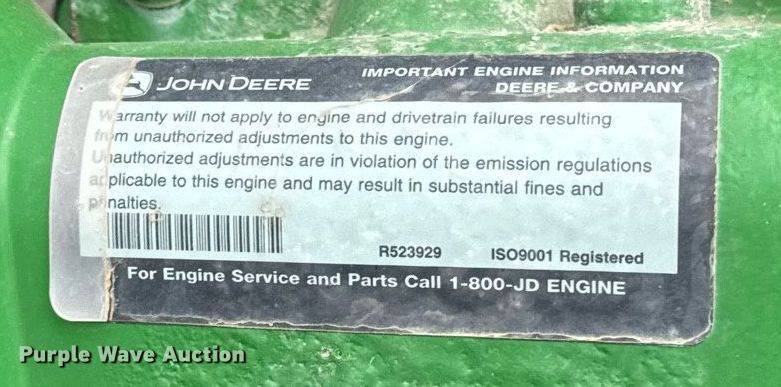 JOHN DEERE
IMPORTANT ENGINE INFORMATION
DEERE & COMPANY
Warranty will not apply to engine and drivetrain failures resulting
from unauthorized adjustments to this engine.
Unauthorized adjustments are in violation of the emission regulations
applicable to this engine and may result in substantial fines and
penalties.
R523929 ISO9001 Registered
For Engine Service and Parts Call 1-800-JD ENGINE
Purple Wave Auction